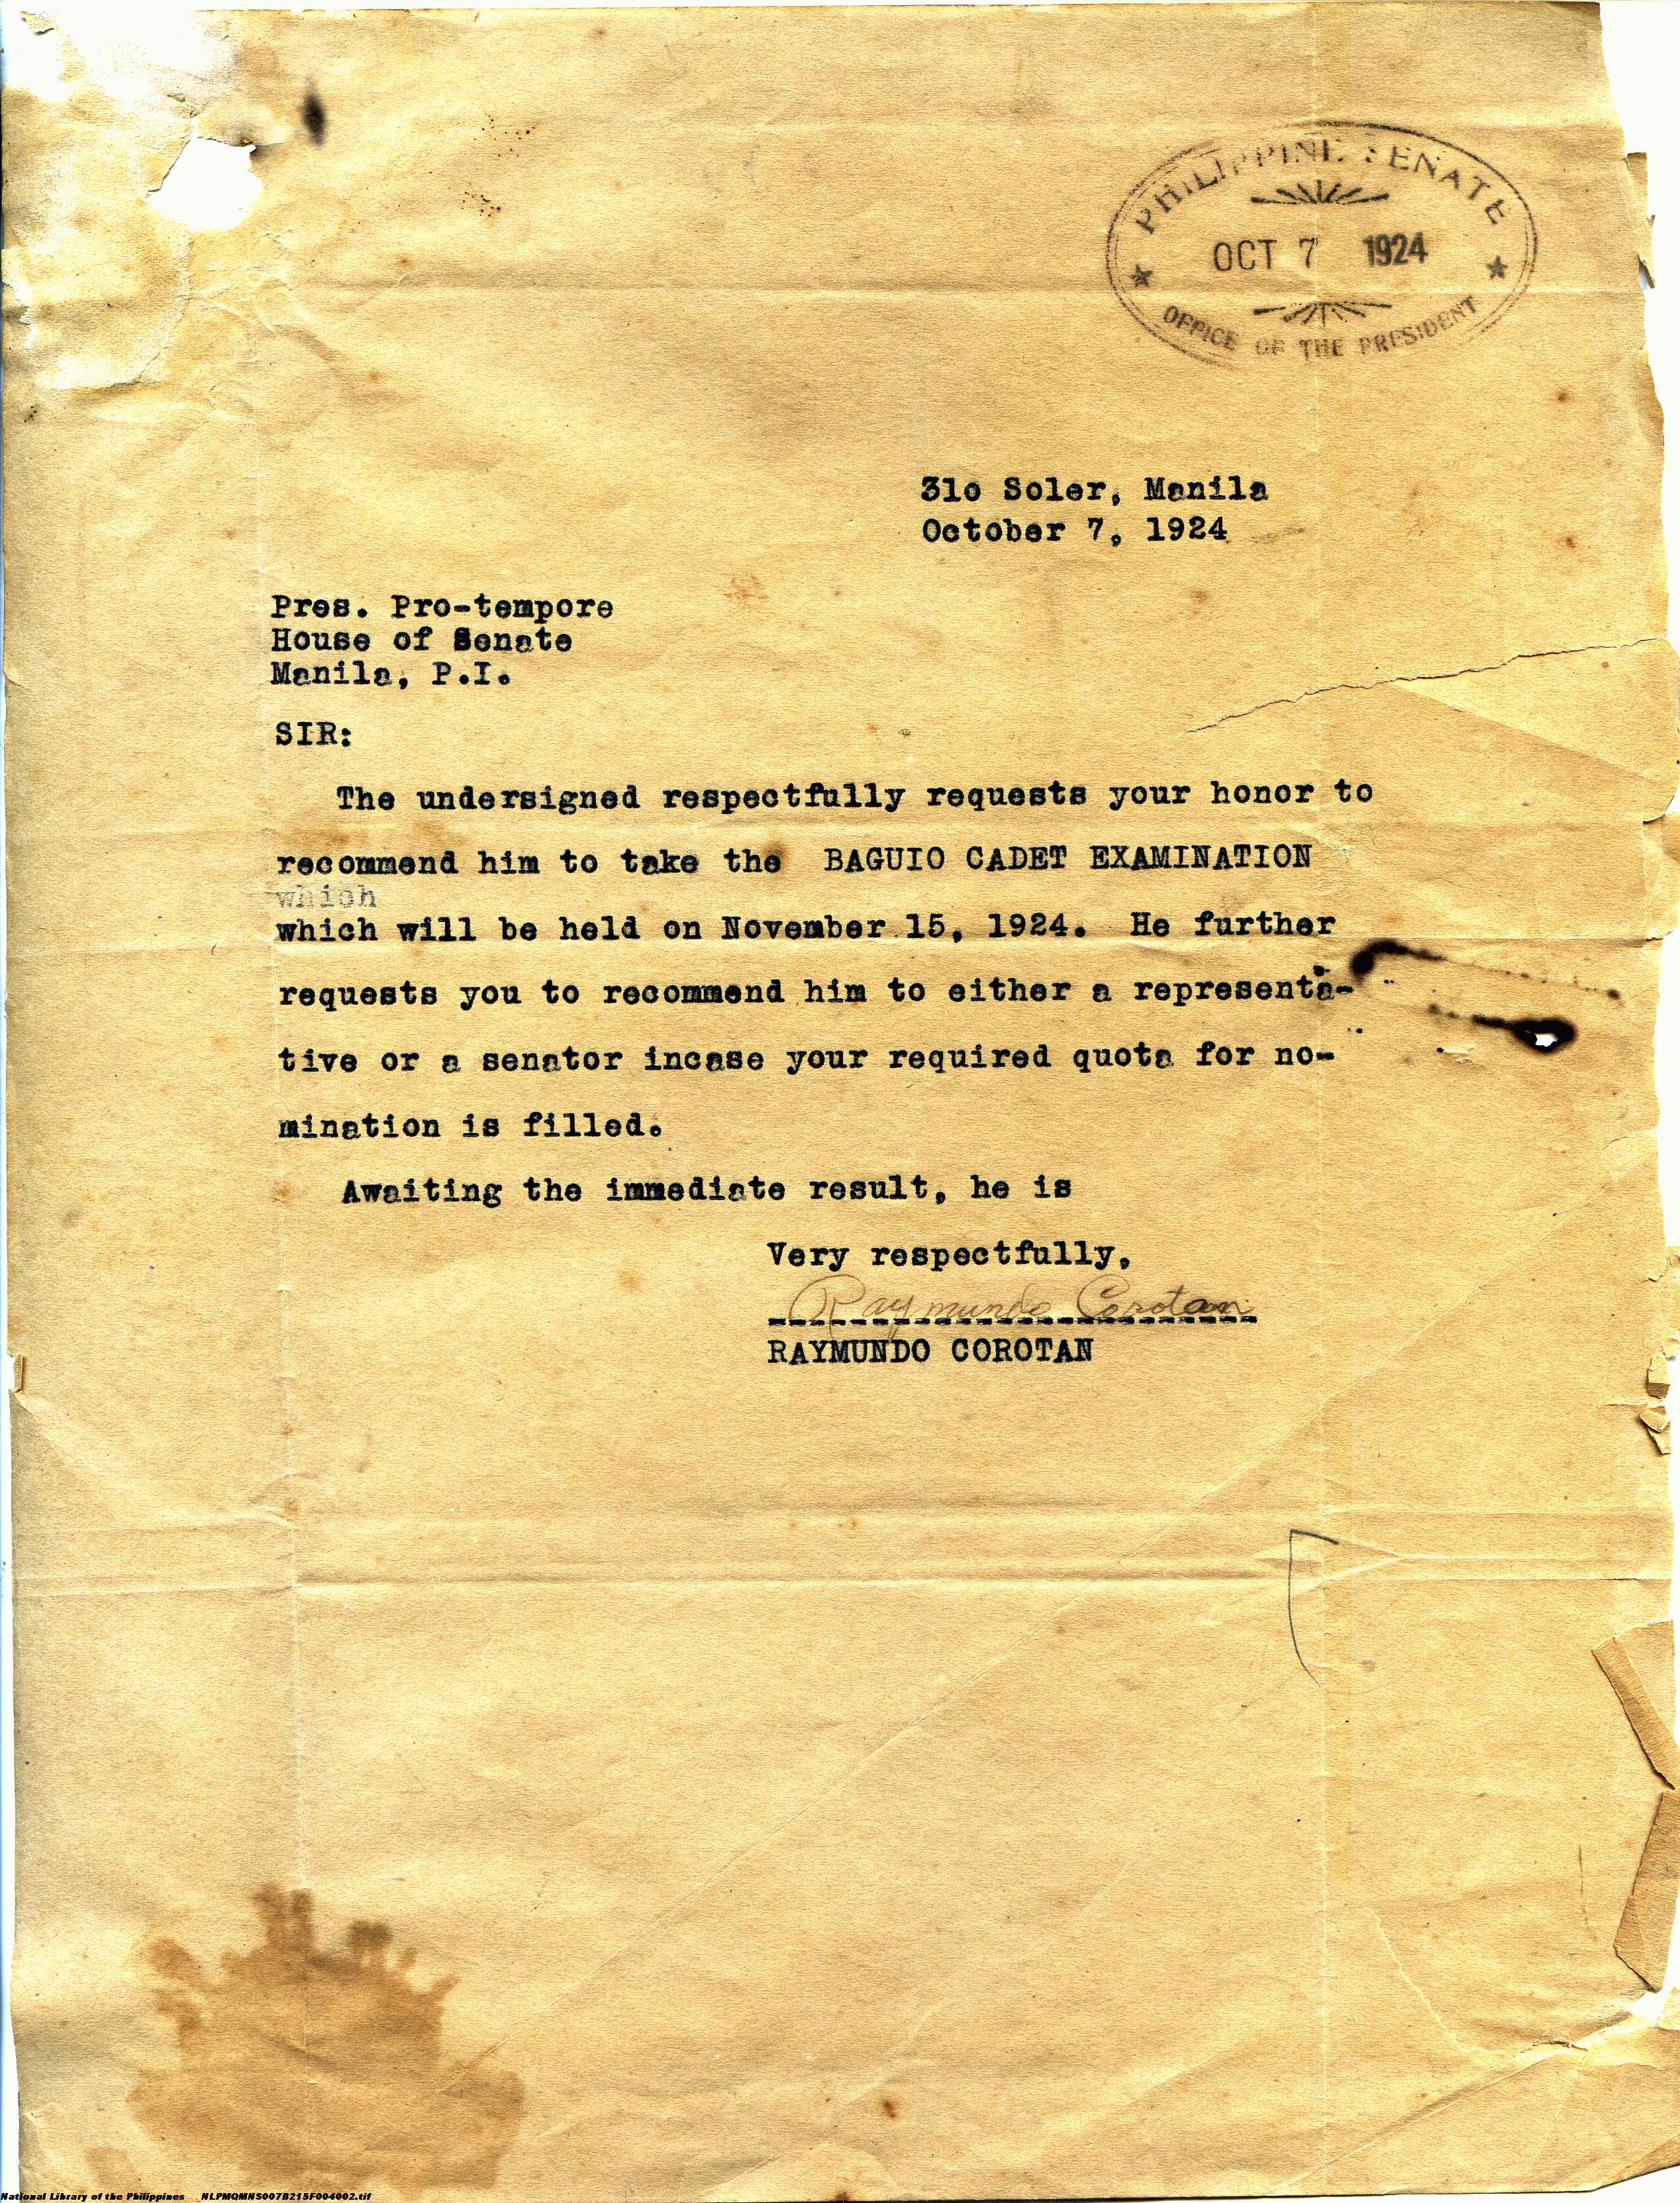 PHILIPPINE SENATE
OCT 7 1924
OFFICE OF THE PRESIDENT
31o Soler, Manila
October 7, 1924
Pres. Pro-tempore
House of Senate
Manila, P.I.
SIR:
The undersigned respectfully requests your honor to
recommend him to take the BAGUIO CADET EXAMINATION
which
which will be held on November 15, 1924. He further
requests you to recommend him to either a representa-
tive or a senator incase your required quota for no-
mination is filled.
Awaiting the immediate result, he is
Very respectfully,
Raymundo Corotan
RAYMUNDO COROTAN
National Library of the Philippines NLPMQMNS007B215F004002.tif